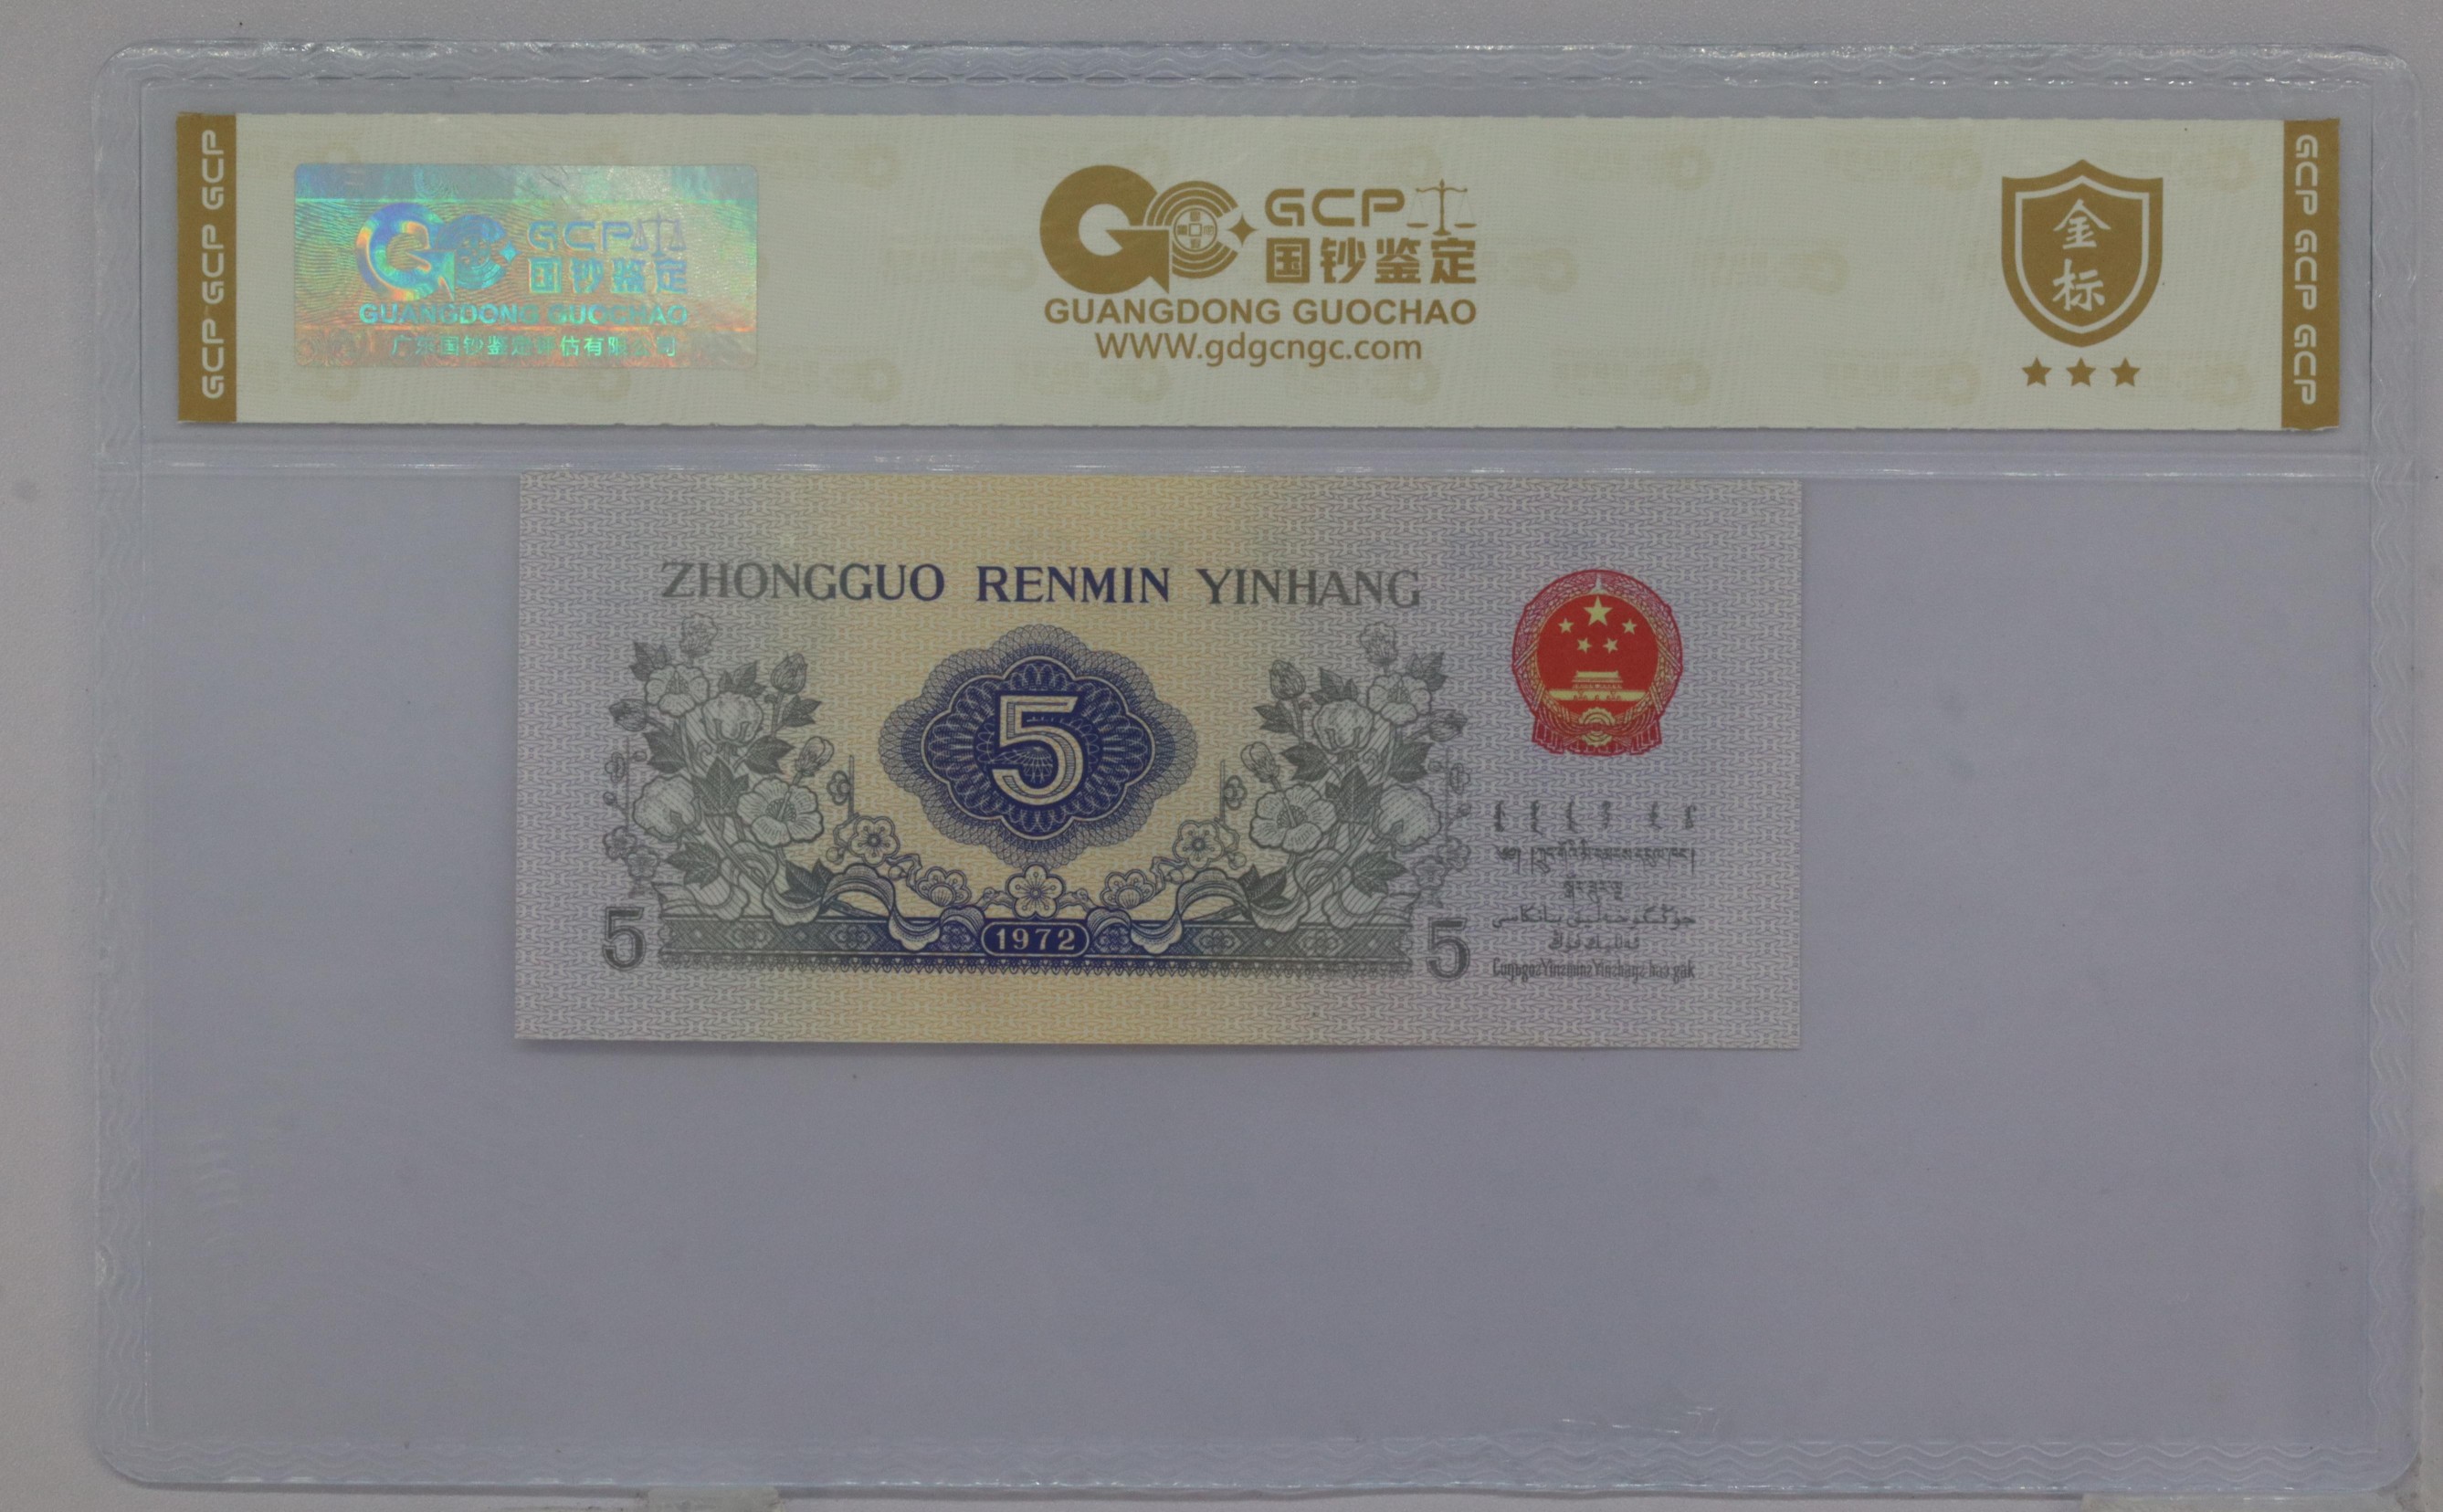 GCP GCP GCP
GCP
国钞鉴定
GUANGDONG GUOCHAO
广东国钞鉴定评估有限公司
GCP
国钞鉴定
GUANGDONG GUOCHAO
WWW.gdgcngc.com
金
标
GCP GCP GCP
ZHONGGUO RENMIN YINHANG
5
1972
5
5